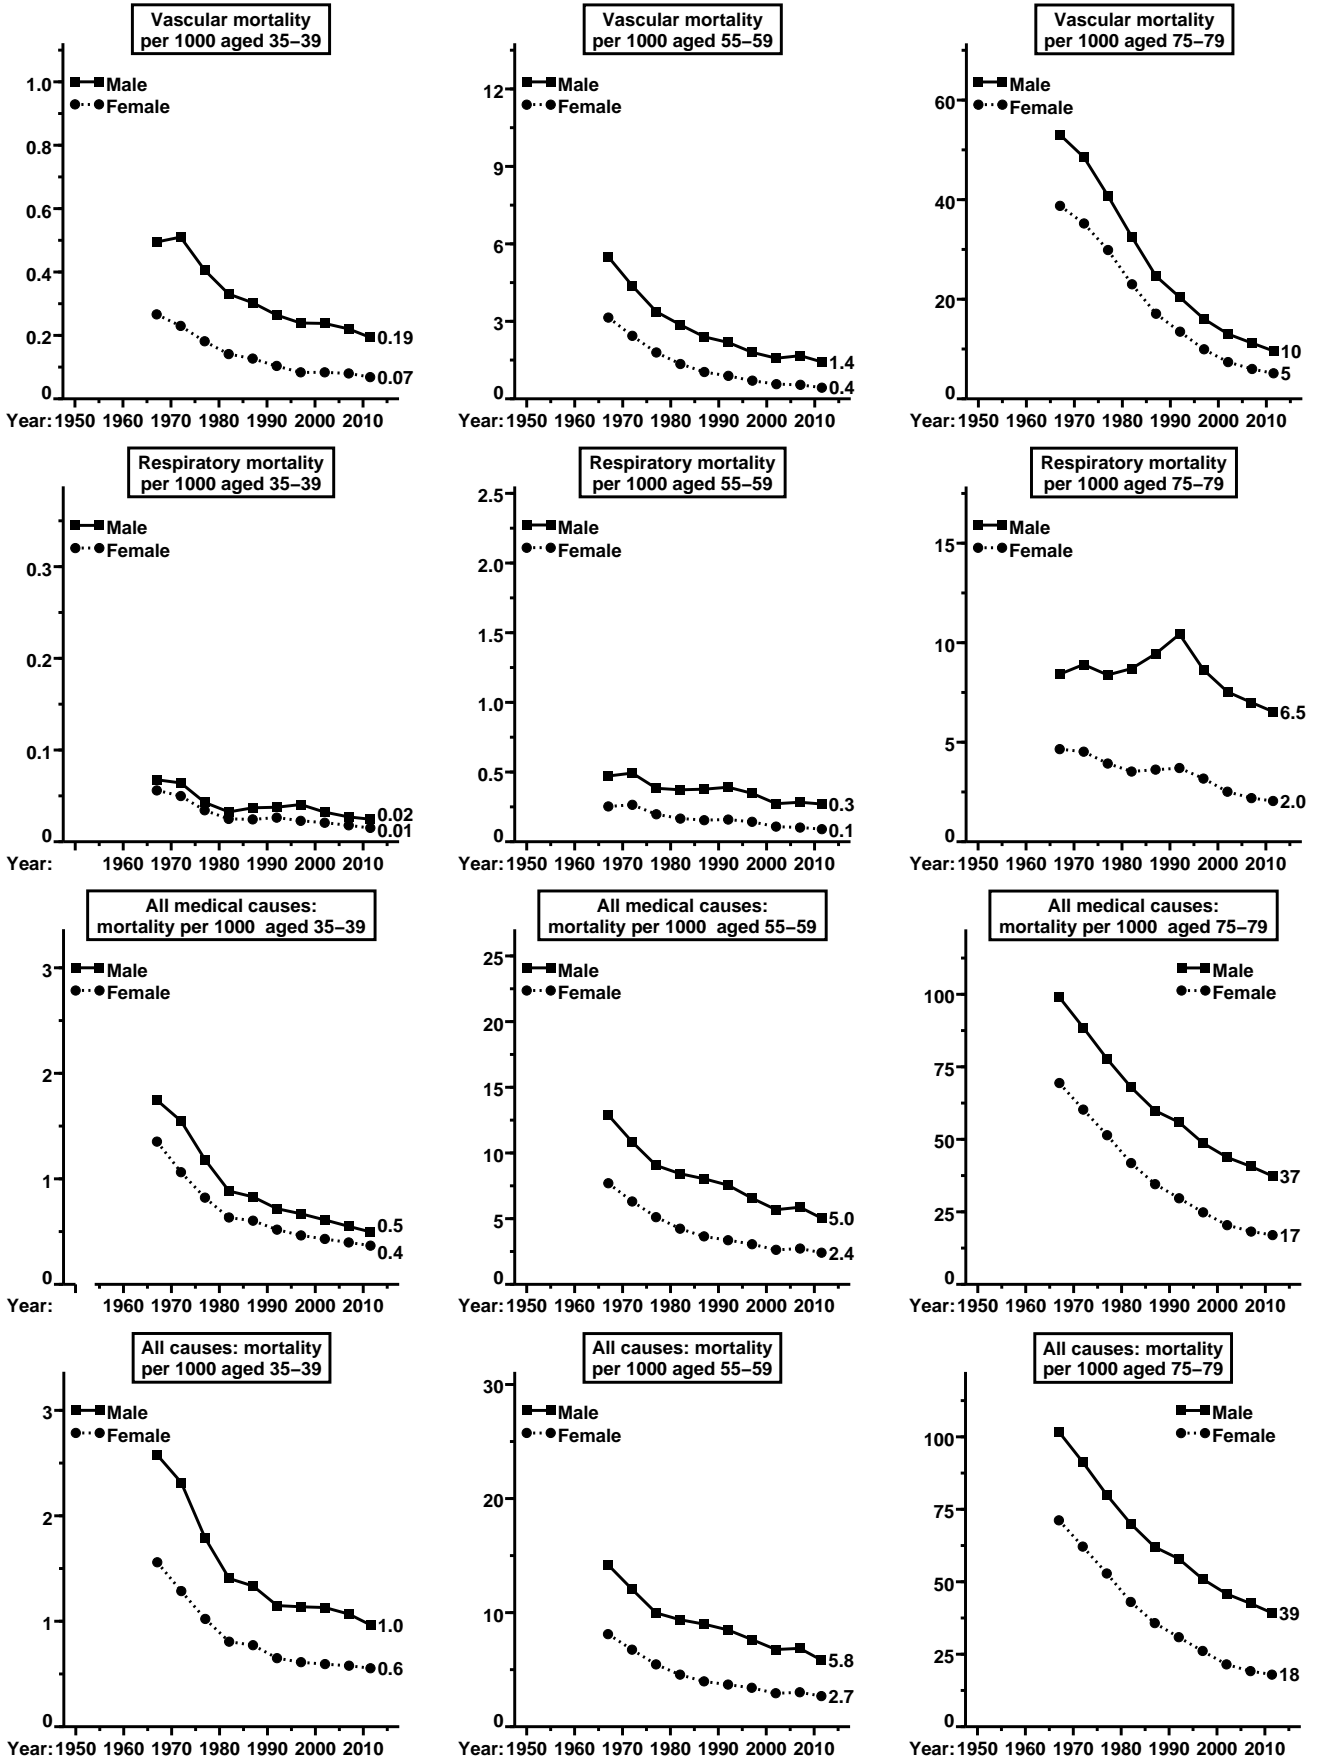 Vascular mortality
per 1000 aged 35–39
1.0
0.8
0.6
0.4
0.2
0
Male
Female
0.19
0.07
Year: 1950 1960 1970 1980 1990 2000 2010
Vascular mortality
per 1000 aged 55–59
12
9
6
3
0
Male
Female
1.4
0.4
Year: 1950 1960 1970 1980 1990 2000 2010
Vascular mortality
per 1000 aged 75–79
60
40
20
0
Male
Female
10
5
Year: 1950 1960 1970 1980 1990 2000 2010
Respiratory mortality
per 1000 aged 35–39
0.3
0.2
0.1
0
Male
Female
0.02
0.01
Year: 1960 1970 1980 1990 2000 2010
Respiratory mortality
per 1000 aged 55–59
2.5
2.0
1.5
1.0
0.5
0
Male
Female
0.3
0.1
Year: 1950 1960 1970 1980 1990 2000 2010
Respiratory mortality
per 1000 aged 75–79
15
10
5
0
Male
Female
6.5
2.0
Year: 1950 1960 1970 1980 1990 2000 2010
All medical causes:
mortality per 1000 aged 35–39
3
2
1
0
Male
Female
0.5
0.4
Year: 1960 1970 1980 1990 2000 2010
All medical causes:
mortality per 1000 aged 55–59
25
20
15
10
5
0
Male
Female
5.0
2.4
Year: 1950 1960 1970 1980 1990 2000 2010
All medical causes:
mortality per 1000 aged 75–79
100
75
50
25
0
Male
Female
37
17
Year: 1950 1960 1970 1980 1990 2000 2010
All causes: mortality
per 1000 aged 35–39
3
2
1
0
Male
Female
1.0
0.6
Year: 1950 1960 1970 1980 1990 2000 2010
All causes: mortality
per 1000 aged 55–59
30
20
10
0
Male
Female
5.8
2.7
Year: 1950 1960 1970 1980 1990 2000 2010
All causes: mortality
per 1000 aged 75–79
100
75
50
25
0
Male
Female
39
18
Year: 1950 1960 1970 1980 1990 2000 2010